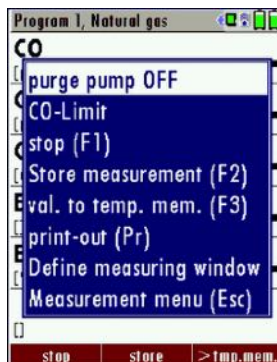 Program 1, Natural gas
CO
purge pump OFF
CO-Limit
stop (F1)
Store measurement (F2)
val. to temp. mem. (F3)
print-out (Pr)
Define measuring window
Measurement menu (Esc)
stop store >tmp.mem.